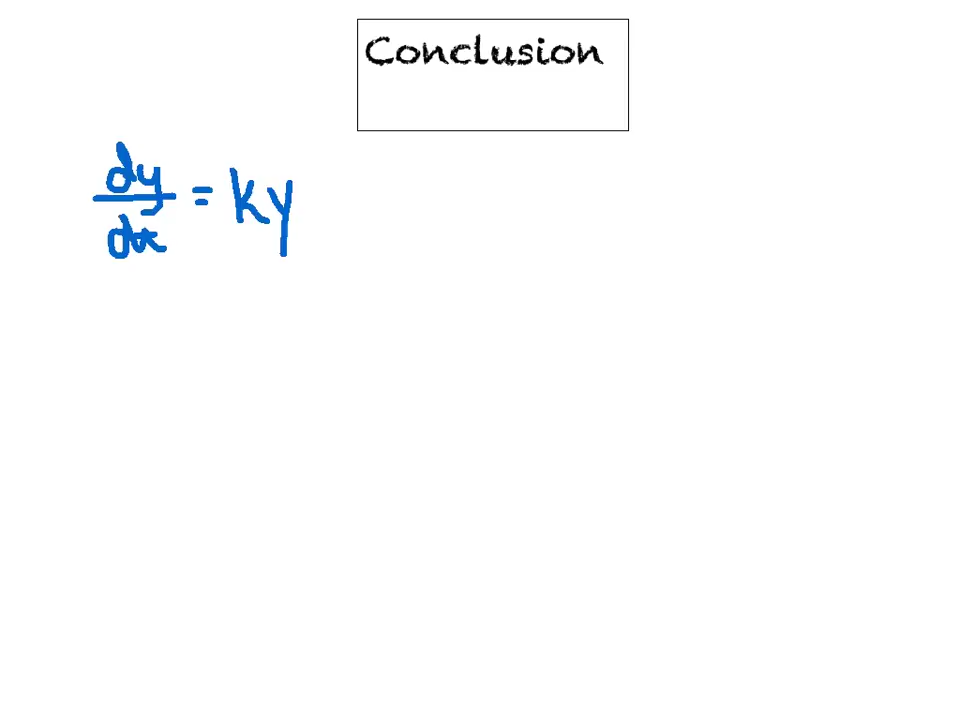 Conclusion
dy/dx = ky